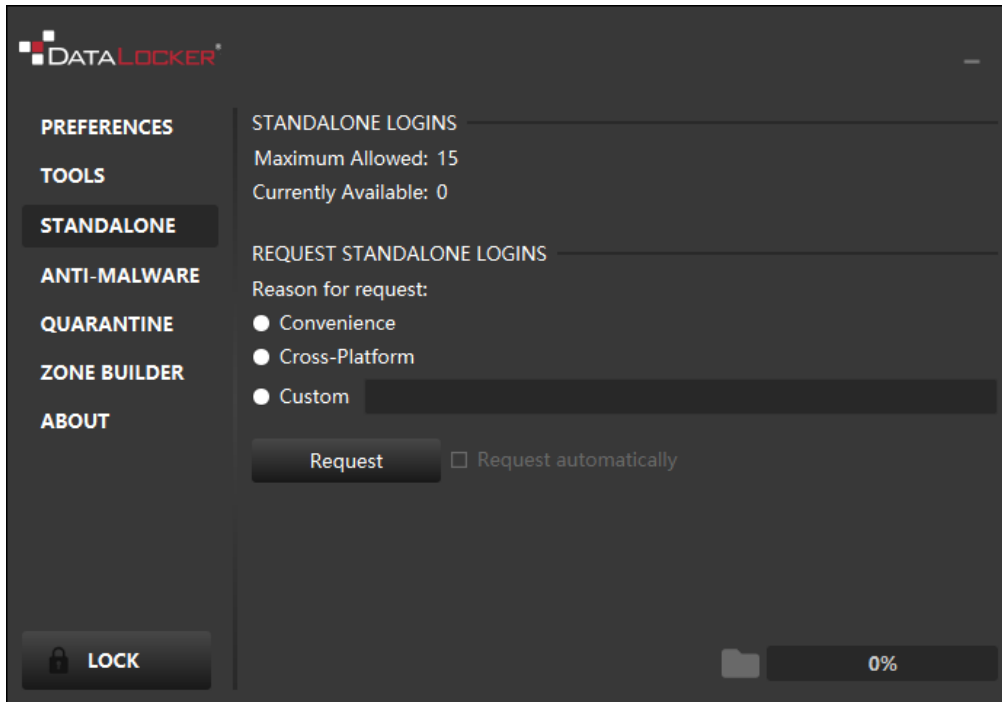 DATALOCKER®
PREFERENCES
TOOLS
STANDALONE
ANTI-MALWARE
QUARANTINE
ZONE BUILDER
ABOUT
LOCK
STANDALONE LOGINS
Maximum Allowed: 15
Currently Available: 0
REQUEST STANDALONE LOGINS
Reason for request:
Convenience
Cross-Platform
Custom
Request
Request automatically
0%